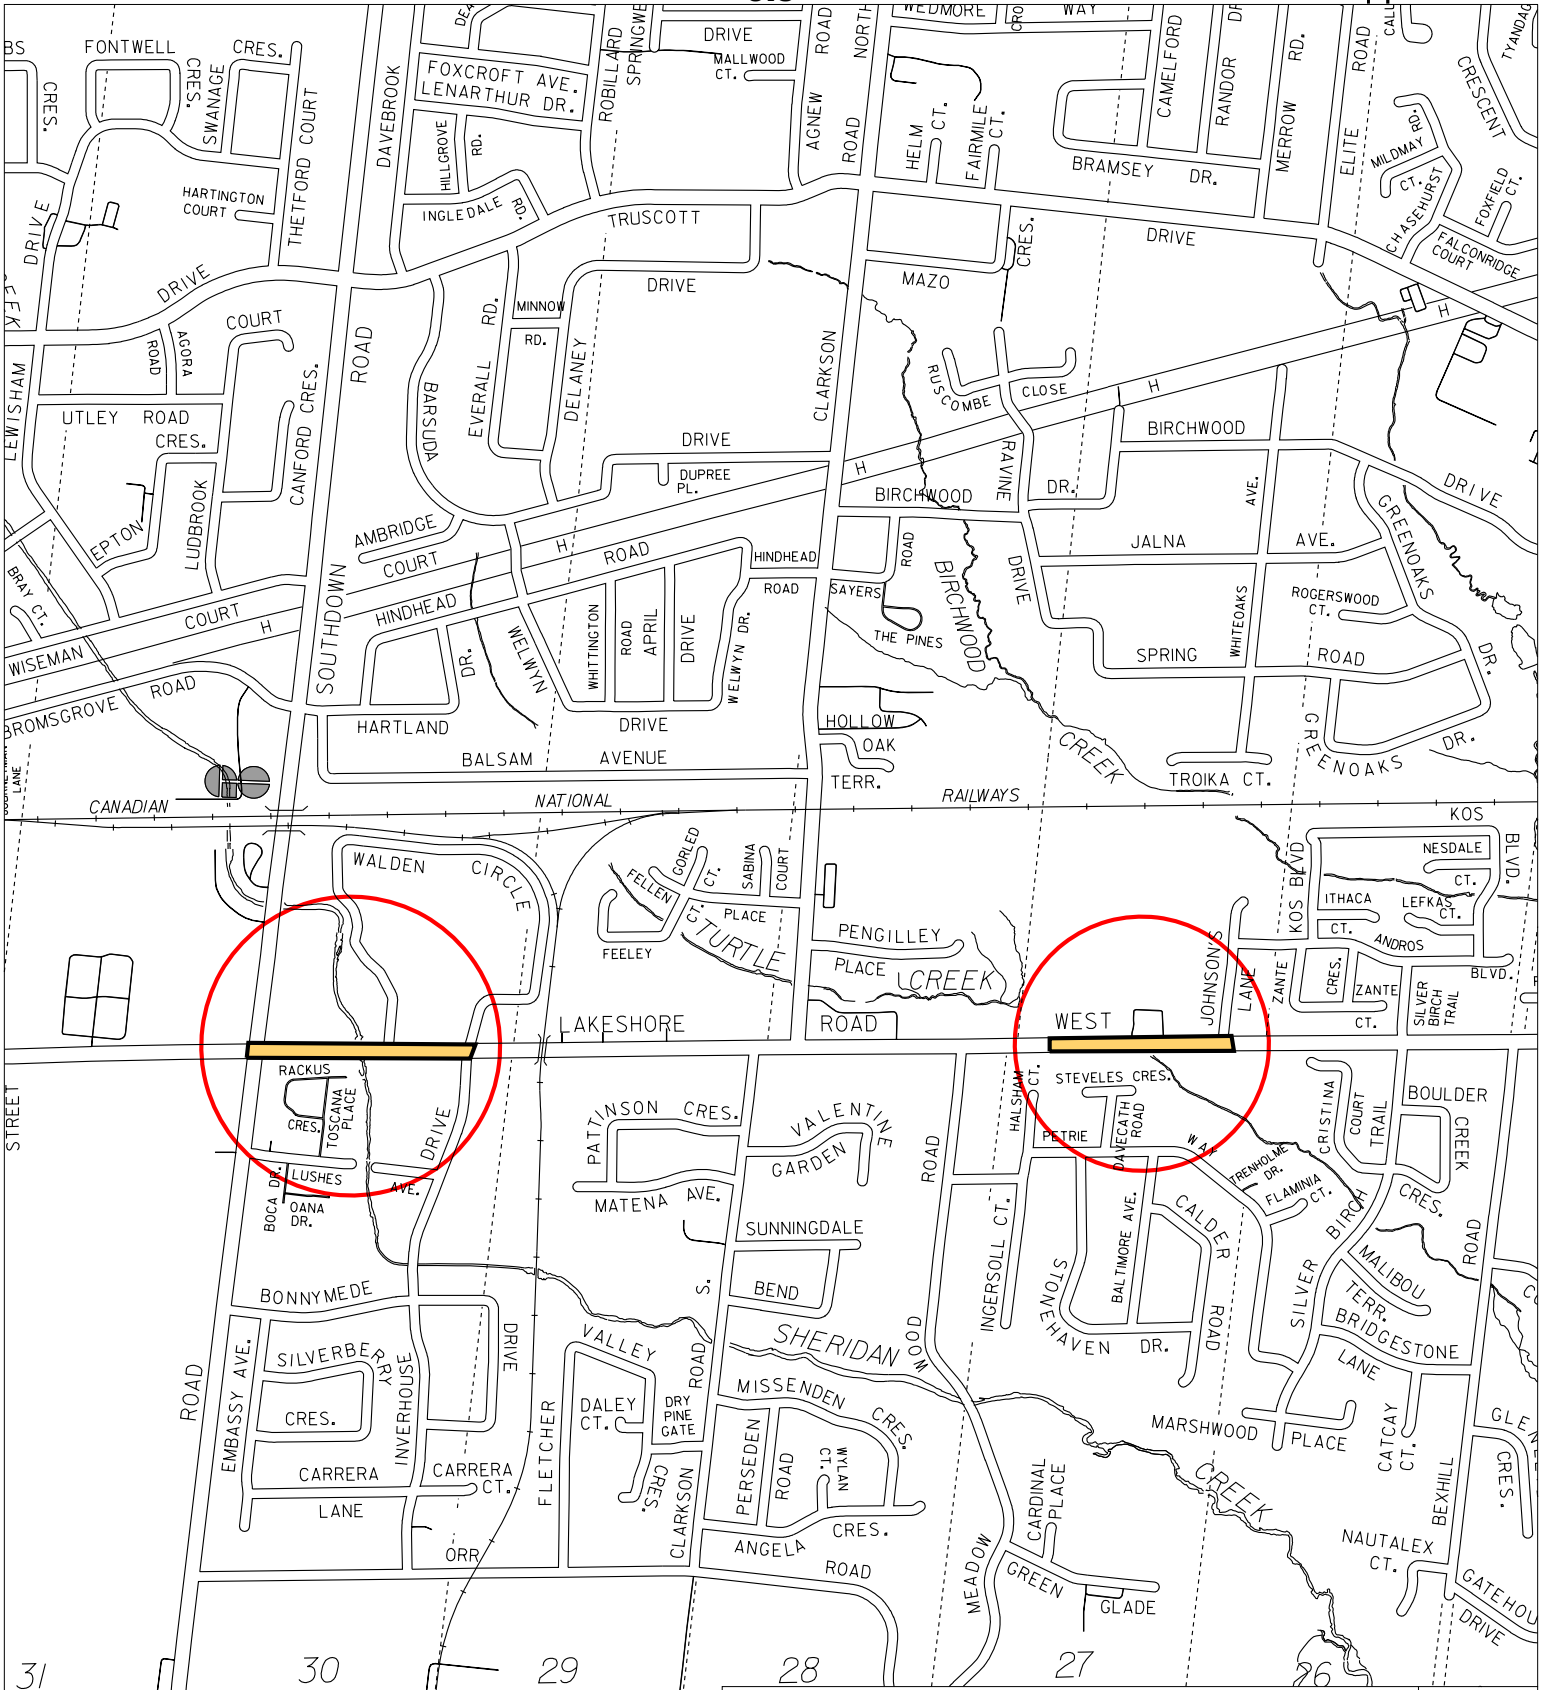 WEDMORE
WAY
DRIVE
ROAD
NORTH
MALLWOOD
CT.
FONTWELL
CRES.
CRES.
SWANAGE
CRES.
CRES.
THETFORD COURT
DAVEBROOK
FOXCROFT AVE.
LENARTHUR DR.
ROBILLARD
AGNEW
ROAD
HELM
CT.
FAIRMILE
CT.
CAMELFORD
RANDOR
MERROW
RD.
ELITE
ROAD
CRESCENT
MILDMAY
RD.
CT.
CHASEHURST
FOXFIELD
CT.
FALCONRIDGE
COURT
BRAMSEY
DR.
HILLGROVE
RD.
INGLEDALE
RD.
HARTINGTON
COURT
DRIVE
TRUSCOTT
DRIVE
DRIVE
DRIVE
MAZO
CRES.
MINNOW
RD.
EVERALL
RD.
DELANEY
BARSUDA
ROAD
COURT
AGORA
ROAD
CANFORD CRES.
LEWISHAM
UTLEY ROAD
CRES.
LUDBROOK
EPTON
CLARKSON
RUSCOMBE
CLOSE
RAVINE
DR.
DRIVE
H
H
H
H
H
BIRCHWOOD
DRIVE
BIRCHWOOD
AVE.
WHITEOAKS
JALNA
AVE.
GREENOAKS
DR.
ROGERSWOOD
CT.
DRIVE
DUPREE
PL.
AMBRIDGE
COURT
ROAD
HINDHEAD
HINDHEAD
ROAD
SAYERS
ROAD
THE PINES
BIRCHWOOD
CREEK
SPRING
ROAD
BRAY CT.
COURT
WISEMAN
BROMSGROVE
ROAD
SOUTHDOWN
WELWYN
WHITTINGTON
ROAD
APRIL
DRIVE
WELWYN DR.
DR.
HARTLAND
DRIVE
HOLLOW
OAK
TERR.
GREENOAKS
DR.
TROIKA CT.
BALSAM
AVENUE
LANE
CANADIAN
NATIONAL
RAILWAYS
KOS
BLVD.
NESDALE
CT.
KOS BLVD
ITHACA
CT.
LEFKAS
CT.
ANDROS
BLVD.
WALDEN
CIRCLE
GORLED
CT.
FELLEN
CT.
SABINA
COURT
PLACE
FEELEY
TURTLE
CREEK
PENGILLEY
PLACE
JOHNSON'S
LANE
ZANTE
CRES.
ZANTE
CT.
SILVER
BIRCH
TRAIL
LAKESHORE
ROAD
WEST
STREET
RACKUS
CRES.
TOSCANA
PLACE
DRIVE
LUSHES
AVE.
BOCA DR.
OANA
DR.
PATTINSON CRES.
VALENTINE
GARDEN
MATENA AVE.
SUNNINGDALE
BEND
ROAD
HALSHAM
CT.
STEVELES CRES.
DAVECATH
ROAD
PETRIE
WAY
TRENHOLME
DR.
FLAMINIA
CT.
CRISTINA
COURT
TRAIL
BOULDER
CREEK
CRES.
BIRCH
SILVER
CALDER
ROAD
BALTIMORE AVE.
INGERSOLL CT.
STONEHAVEN DR.
MALIBOU
TERR.
BRIDGESTONE
LANE
ROAD
BONNYMEDE
DRIVE
EMBASSY AVE.
SILVERBERRY
CRES.
INVERHOUSE
CARRERA
LANE
CARRERA
CT.
ROAD
FLETCHER
VALLEY
DALEY
CT.
DRY
PINE
GATE
CRES.
S.
ROAD
CLARKSON
SHERIDAN
CREEK
MISSENDEN
CRES.
PERSEDEN
ROAD
WYLAN
CT.
CRES.
ANGELA
ORR
ROAD
WOOD
MEADOW
CARDINAL
PLACE
GREEN
GLADE
MARSHWOOD
PLACE
CATCAY
CT.
CRES.
BEXHILL
NAUTALEX
CT.
DRIVE
31
30
29
28
27
26